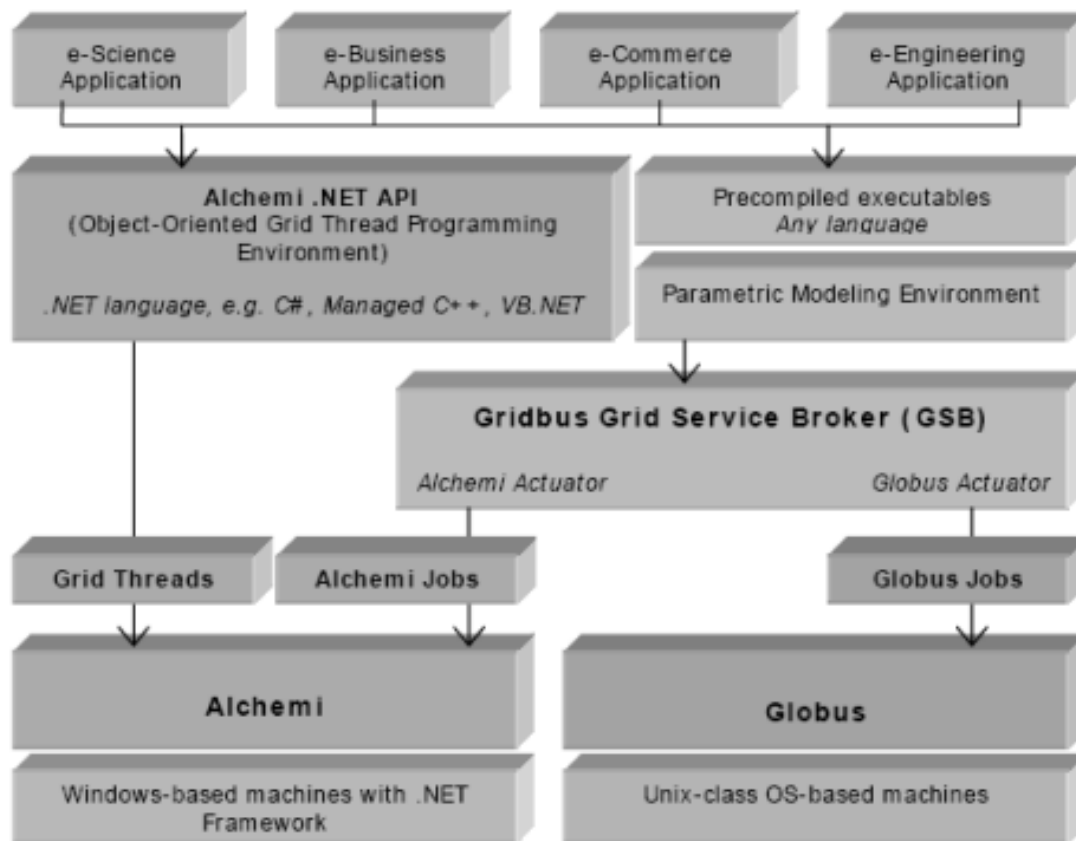 e-Science
Application
e-Business
Application
e-Commerce
Application
e-Engineering
Application
Alchemi .NET API
(Object-Oriented Grid Thread Programming
Environment)
.NET language, e.g. C#, Managed C++, VB.NET
Precompiled executables
Any language
Parametric Modeling Environment
Gridbus Grid Service Broker (GSB)
Alchemi Actuator
Globus Actuator
Grid Threads
Alchemi Jobs
Globus Jobs
Alchemi
Globus
Windows-based machines with .NET
Framework
Unix-class OS-based machines